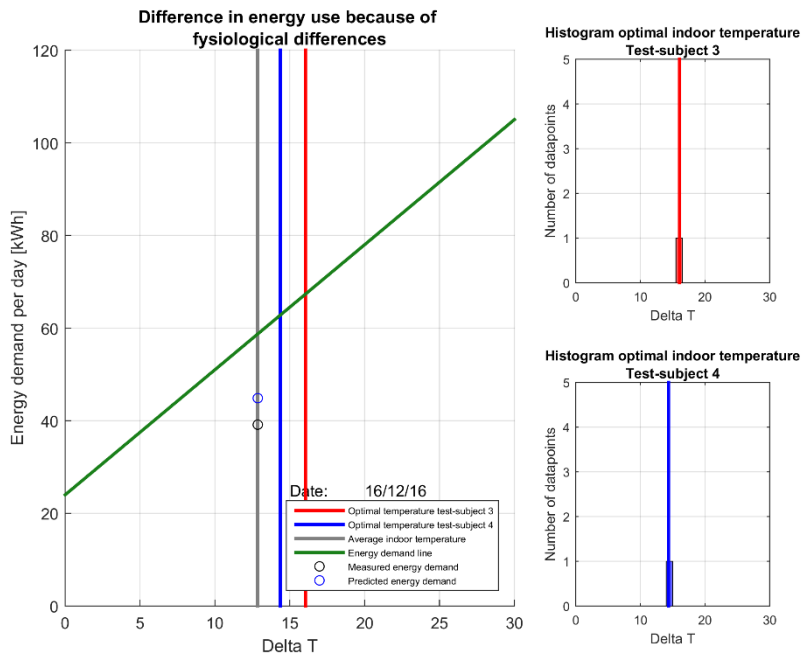 Difference in energy use because of
fysiological differences
120
100
80
60
40
20
0
Energy demand per day [kWh]
0 5 10 15 20 25 30
Delta T
Date: 16/12/16
Optimal temperature test-subject 3
Optimal temperature test-subject 4
Average indoor temperature
Energy demand line
Measured energy demand
Predicted energy demand
Histogram optimal indoor temperature
Test-subject 3
5
4
3
2
1
0
Number of datapoints
0 10 20 30
Delta T
Histogram optimal indoor temperature
Test-subject 4
5
4
3
2
1
0
Number of datapoints
0 10 20 30
Delta T